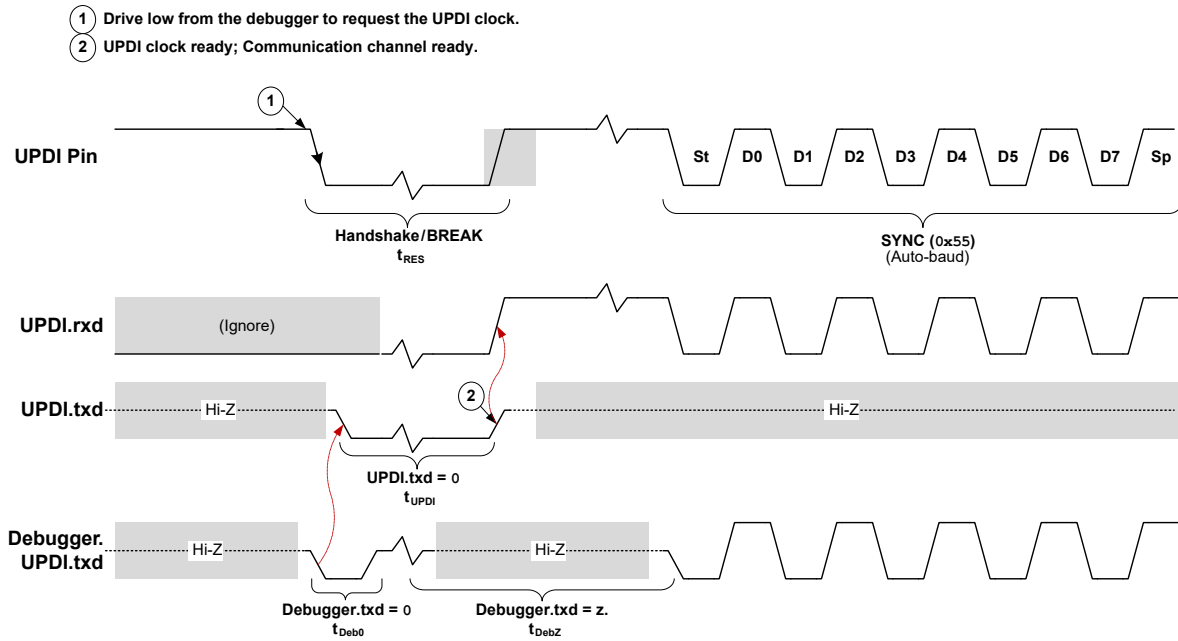 1 Drive low from the debugger to request the UPDI clock.
2 UPDI clock ready; Communication channel ready.
1
UPDI Pin
St D0 D1 D2 D3 D4 D5 D6 D7 Sp
Handshake/BREAK
tRES
SYNC (0x55)
(Auto-baud)
UPDI.rxd
(Ignore)
2
UPDI.txd
Hi-Z
Hi-Z
UPDI.txd = 0
tUPDI
Debugger.
UPDI.txd
Hi-Z
Hi-Z
Debugger.txd = 0
tDeb0
Debugger.txd = z.
tDebZ